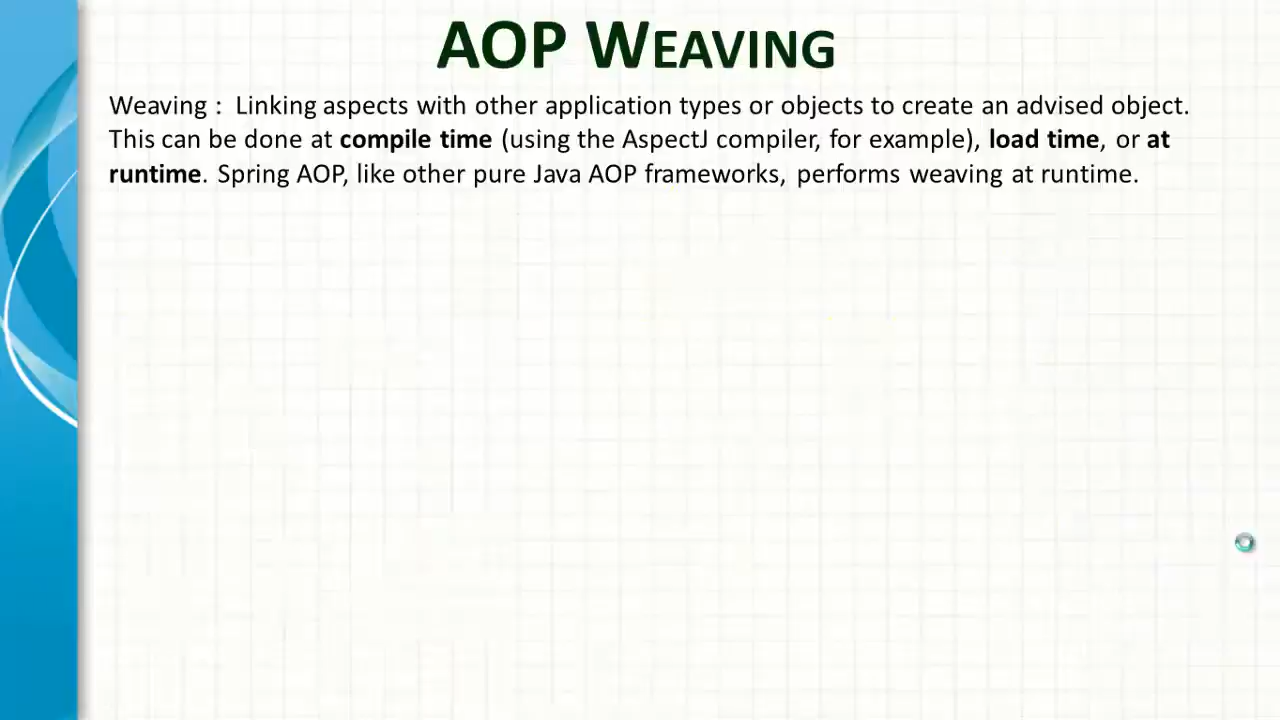 AOP WEAVING
Weaving : Linking aspects with other application types or objects to create an advised object.
This can be done at compile time (using the AspectJ compiler, for example), load time, or at
runtime. Spring AOP, like other pure Java AOP frameworks, performs weaving at runtime.